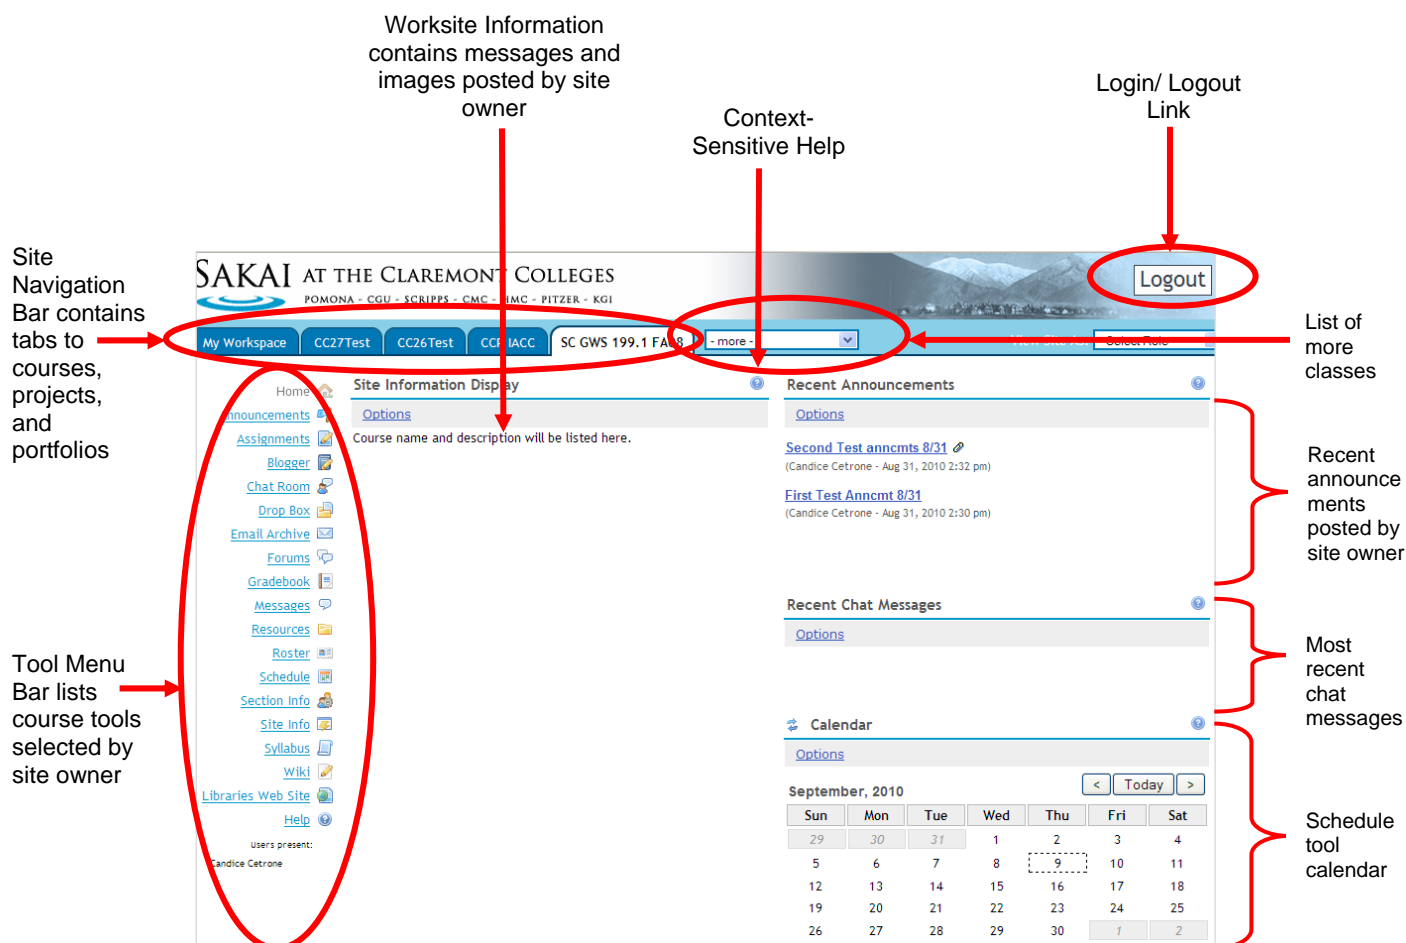 Worksite Information
contains messages and
images posted by site
owner
Context-
Sensitive Help
Login/ Logout
Link
Site
Navigation
Bar contains
tabs to
courses,
projects,
and
portfolios
SAKAI AT THE CLAREMONT COLLEGES
POMONA - CGU - SCRIPPS - CMC - HMC - PITZER - KGI
Logout
My Workspace CC27Test CC26Test CCPIACC SC GWS 199.1 FA08 - more - View Site As: Select Role
List of
more
classes
Home
Announcements
Assignments
Blogger
Chat Room
Drop Box
Email Archive
Forums
Gradebook
Messages
Resources
Roster
Schedule
Section Info
Site Info
Syllabus
Wiki
Libraries Web Site
Help
Users present:
Candice Cetrone
Tool Menu
Bar lists
course tools
selected by
site owner
Site Information Display
Options
Course name and description will be listed here.
Recent Announcements
Options
Second Test anncmts 8/31
(Candice Cetrone - Aug 31, 2010 2:32 pm)
First Test Anncmt 8/31
(Candice Cetrone - Aug 31, 2010 2:30 pm)
Recent
announce
ments
posted by
site owner
Recent Chat Messages
Options
Most
recent
chat
messages
Calendar
Options
September, 2010 < Today >
Sun Mon Tue Wed Thu Fri Sat
29 30 31 1 2 3 4
5 6 7 8 9 10 11
12 13 14 15 16 17 18
19 20 21 22 23 24 25
26 27 28 29 30 1 2
Schedule
tool
calendar